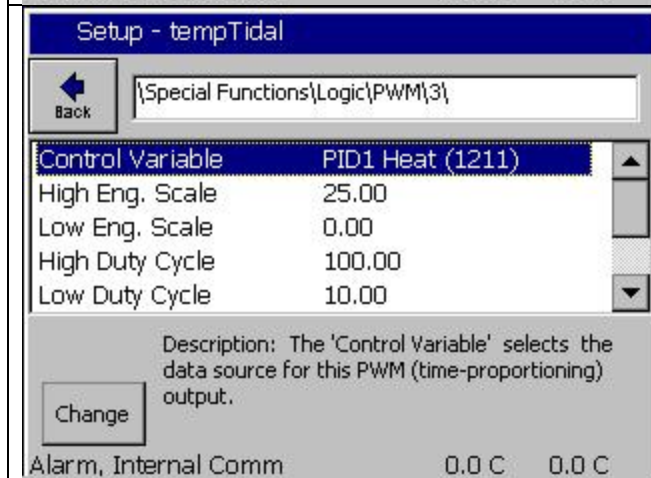 Setup - tempTidal
Back
\Special Functions\Logic\PWM\3\
Control Variable PID1 Heat (1211)
High Eng. Scale 25.00
Low Eng. Scale 0.00
High Duty Cycle 100.00
Low Duty Cycle 10.00
Description: The 'Control Variable' selects the
data source for this PWM (time-proportioning)
output.
Change
Alarm, Internal Comm 0.0 C 0.0 C